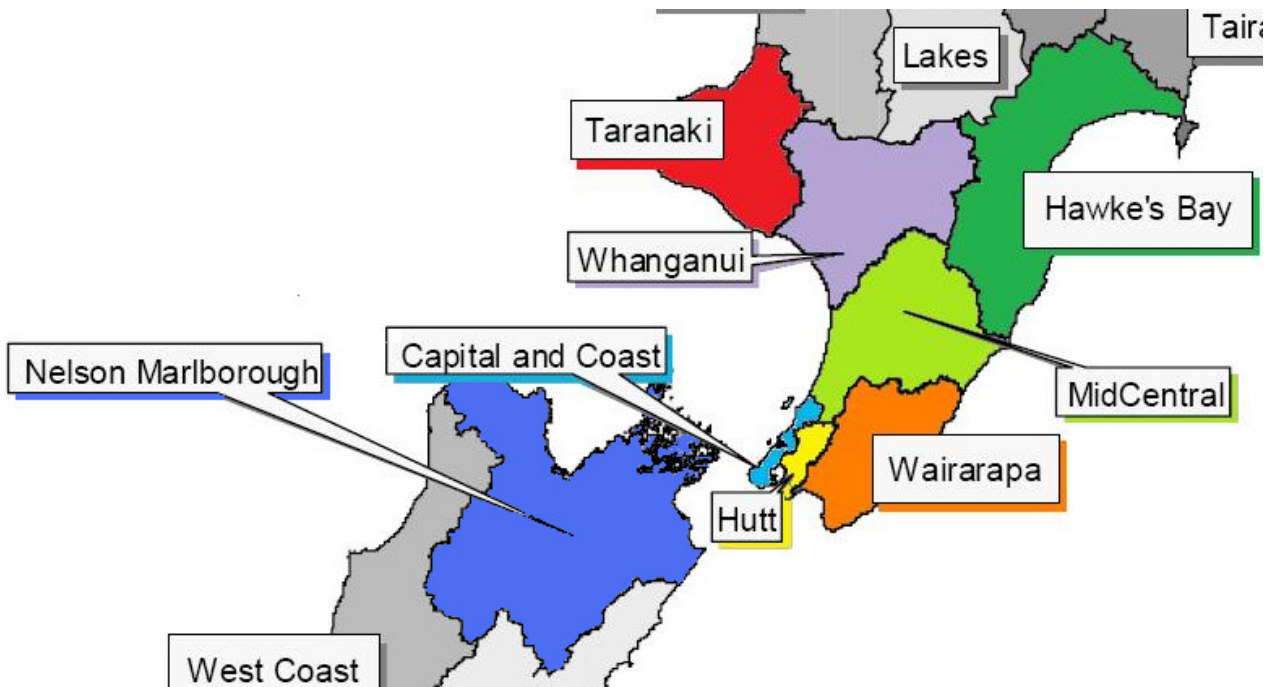 Lakes
Taranaki
Hawke's Bay
Whanganui
Capital and Coast
Nelson Marlborough
MidCentral
Wairarapa
Hutt
West Coast